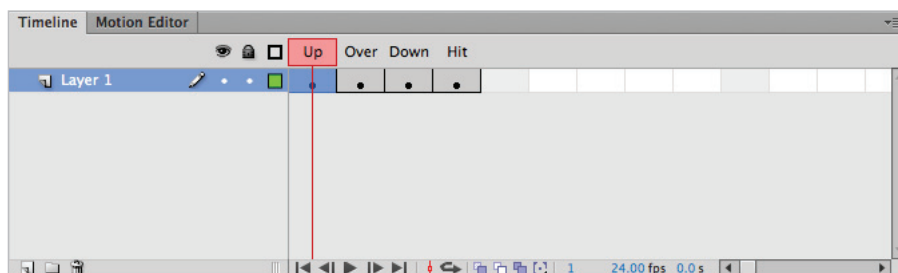 Timeline Motion Editor
Up Over Down Hit
Layer 1
1 24.00 fps 0.0 s